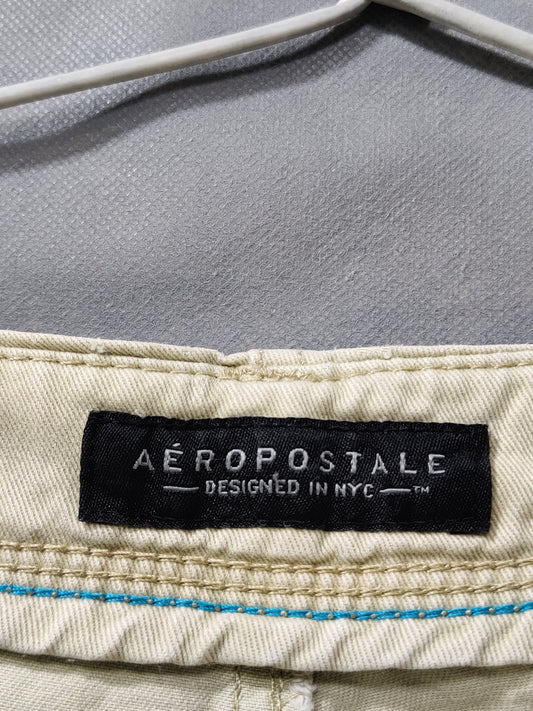 AÉROPOSTALE
— DESIGNED IN NYC —™